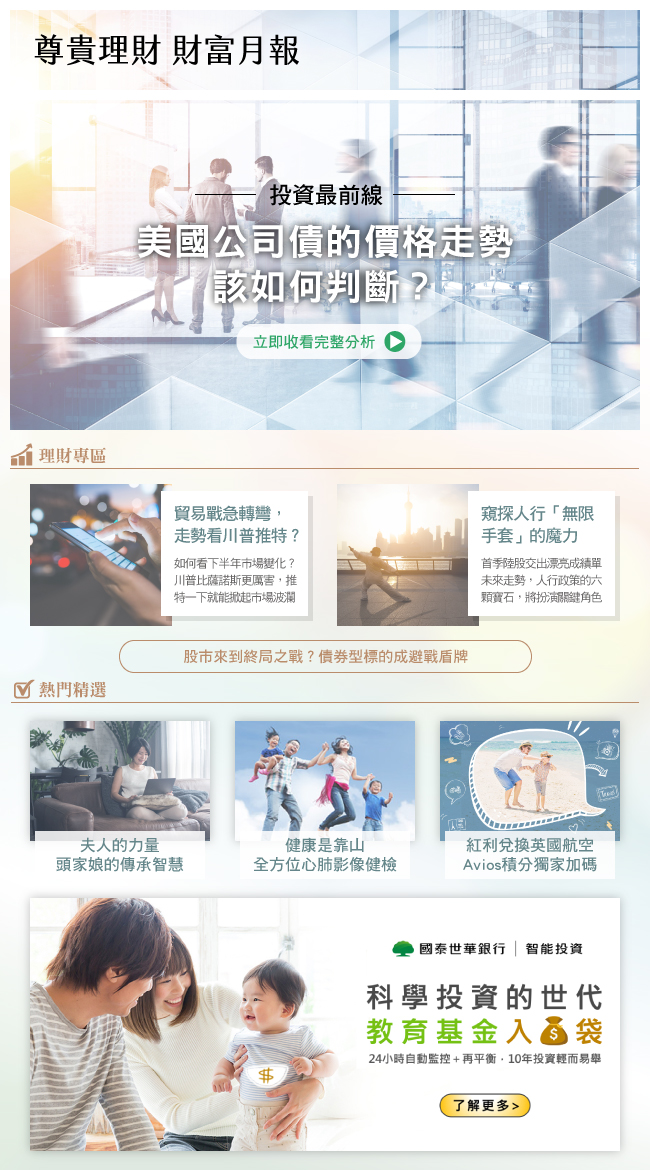 尊貴理財 財富月報
投資最前線
美國公司債的價格走勢
該如何判斷？
立即收看完整分析
理財專區
貿易戰急轉彎，
走勢看川普推特？
如何看下半年市場變化？
川普比薩諾斯更厲害，推
特一下就能掀起市場波瀾
窺探人行「無限
手套」的魔力
首季陸股交出漂亮成績單
未來走勢，人行政策的六
顆寶石，將扮演關鍵角色
股市來到終局之戰？債券型標的成避戰盾牌
熱門精選
夫人的力量
頭家娘的傳承智慧
健康是靠山
全方位心肺影像健檢
Travel
紅利兌換英國航空
Avios積分獨家加碼
國泰世華銀行｜智能投資
科學投資的世代
教育基金入$袋
24小時自動監控+再平衡．10年投資輕而易舉
$
了解更多>